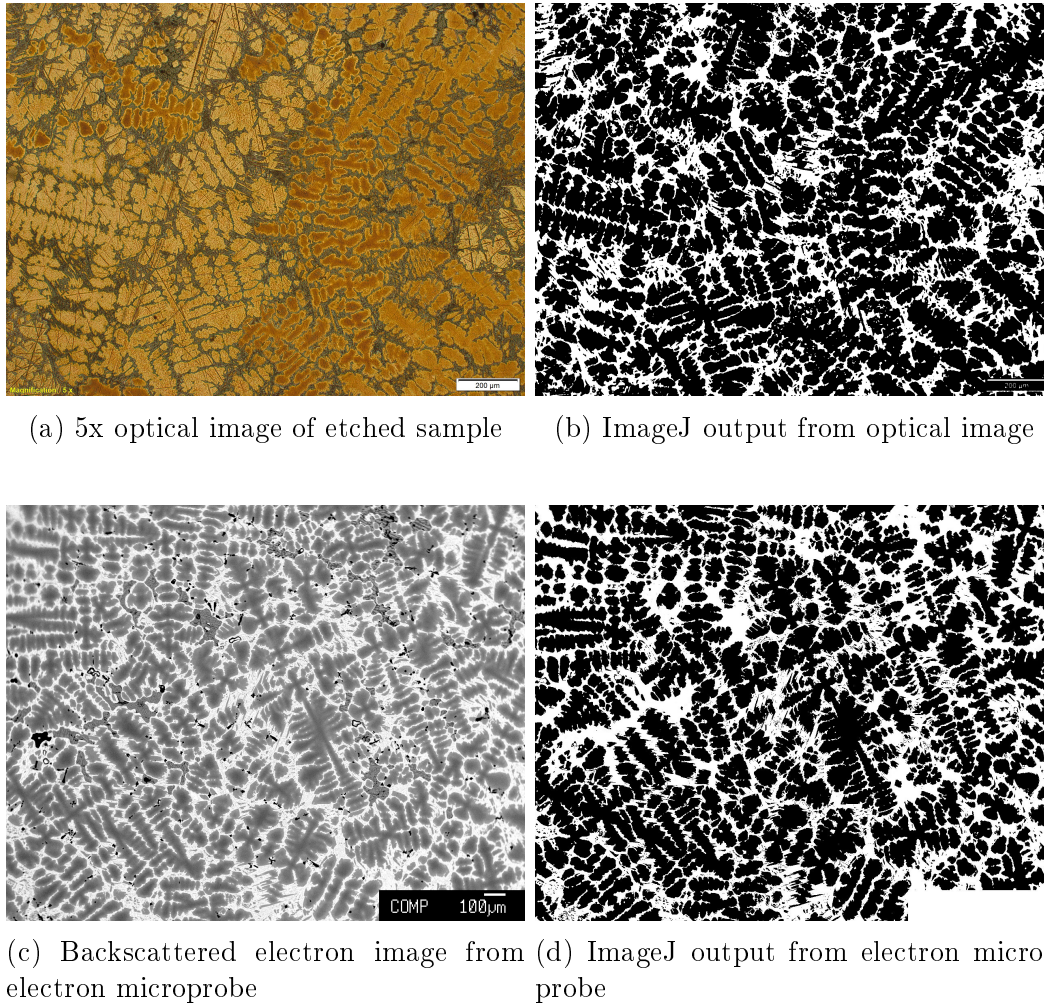 Magnification: 5 x
200 µm
200 µm
(a) 5x optical image of etched sample
(b) ImageJ output from optical image
COMP 100µm
(c) Backscattered electron image from
electron microprobe
(d) ImageJ output from electron micro
probe